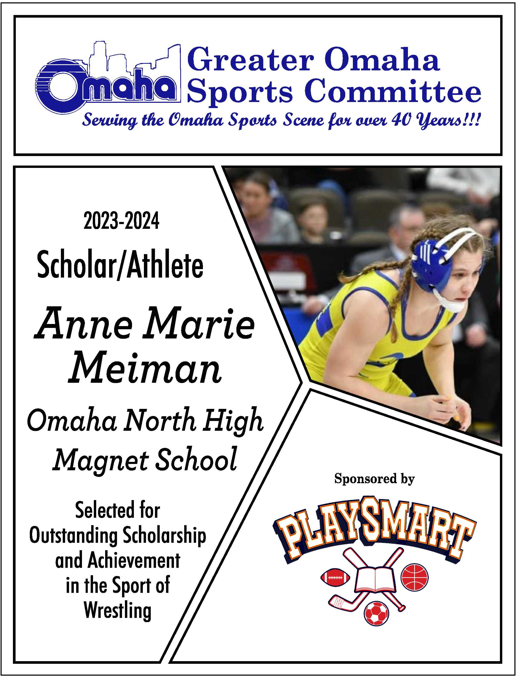 Omaha
Greater Omaha
Sports Committee
Serving the Omaha Sports Scene for over 40 Years!!!
2023-2024
Scholar/Athlete
Anne Marie
Meiman
Omaha North High
Magnet School
Selected for
Outstanding Scholarship
and Achievement
in the Sport of
Wrestling
Sponsored by
PLAYSMART